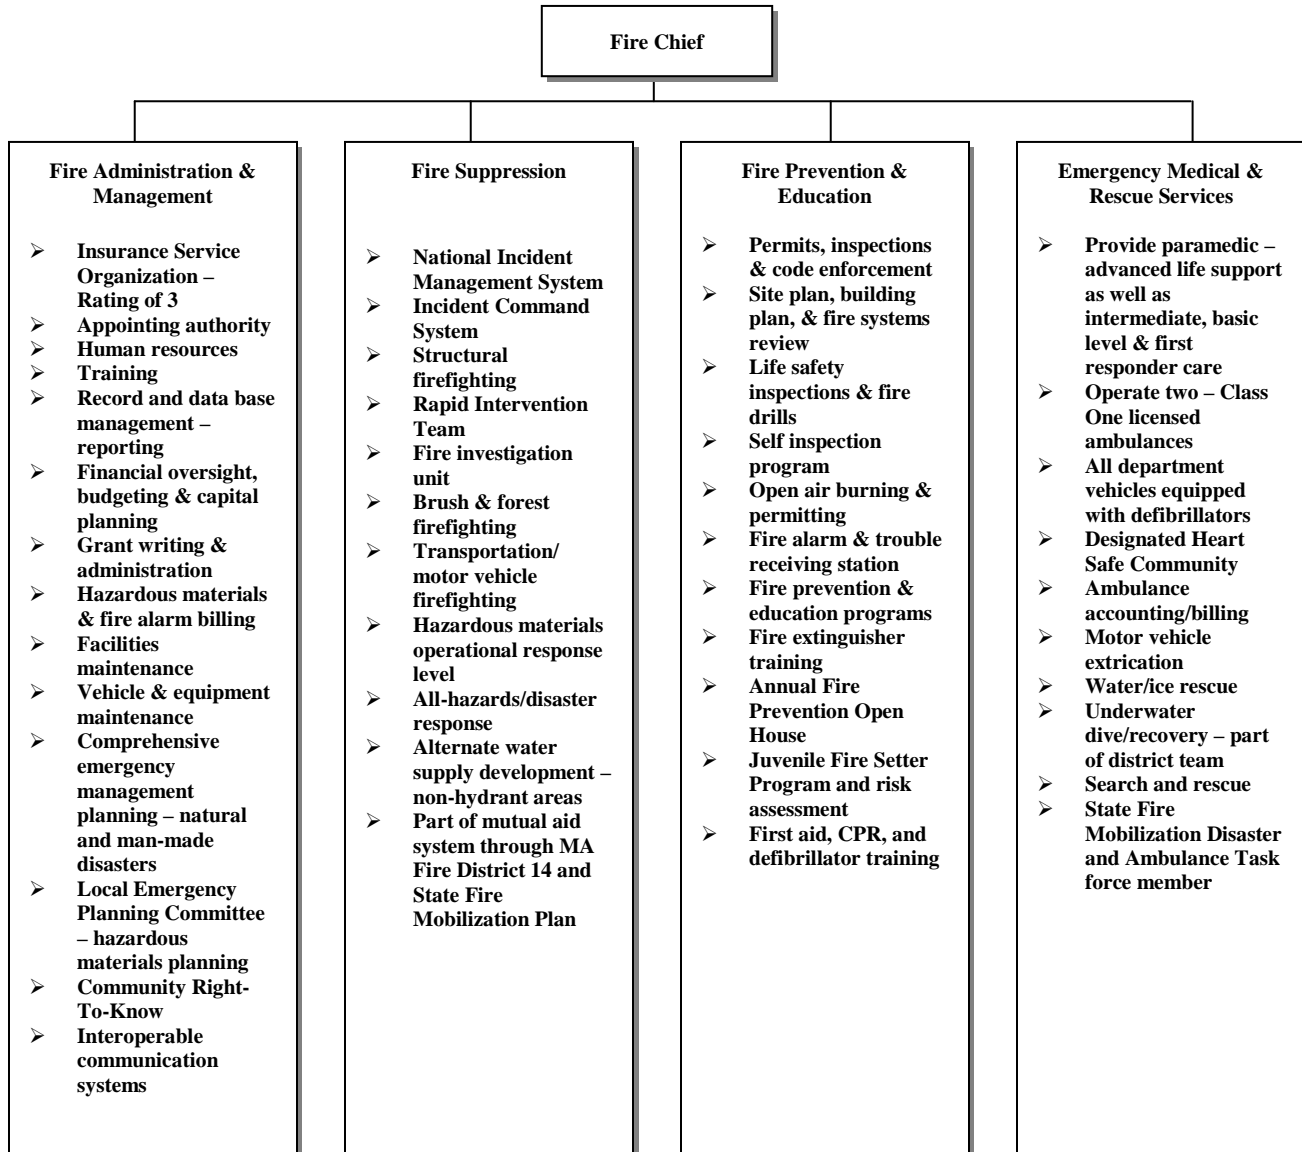 Fire Chief
Fire Administration &
Management
➢ Insurance Service
Organization –
Rating of 3
➢ Appointing authority
➢ Human resources
➢ Training
➢ Record and data base
management –
reporting
➢ Financial oversight,
budgeting & capital
planning
➢ Grant writing &
administration
➢ Hazardous materials
& fire alarm billing
➢ Facilities
maintenance
➢ Vehicle & equipment
maintenance
➢ Comprehensive
emergency
management
planning – natural
and man-made
disasters
➢ Local Emergency
Planning Committee
– hazardous
materials planning
➢ Community Right-
To-Know
➢ Interoperable
communication
systems
Fire Suppression
➢ National Incident
Management System
➢ Incident Command
System
➢ Structural
firefighting
➢ Rapid Intervention
Team
➢ Fire investigation
unit
➢ Brush & forest
firefighting
➢ Transportation/
motor vehicle
firefighting
➢ Hazardous materials
operational response
level
➢ All-hazards/disaster
response
➢ Alternate water
supply development –
non-hydrant areas
➢ Part of mutual aid
system through MA
Fire District 14 and
State Fire
Mobilization Plan
Fire Prevention &
Education
➢ Permits, inspections
& code enforcement
➢ Site plan, building
plan, & fire systems
review
➢ Life safety
inspections & fire
drills
➢ Self inspection
program
➢ Open air burning &
permitting
➢ Fire alarm & trouble
receiving station
➢ Fire prevention &
education programs
➢ Fire extinguisher
training
➢ Annual Fire
Prevention Open
House
➢ Juvenile Fire Setter
Program and risk
assessment
➢ First aid, CPR, and
defibrillator training
Emergency Medical &
Rescue Services
➢ Provide paramedic –
advanced life support
as well as
intermediate, basic
level & first
responder care
➢ Operate two – Class
One licensed
ambulances
➢ All department
vehicles equipped
with defibrillators
➢ Designated Heart
Safe Community
➢ Ambulance
accounting/billing
➢ Motor vehicle
extrication
➢ Water/ice rescue
➢ Underwater
dive/recovery – part
of district team
➢ Search and rescue
➢ State Fire
Mobilization Disaster
and Ambulance Task
force member